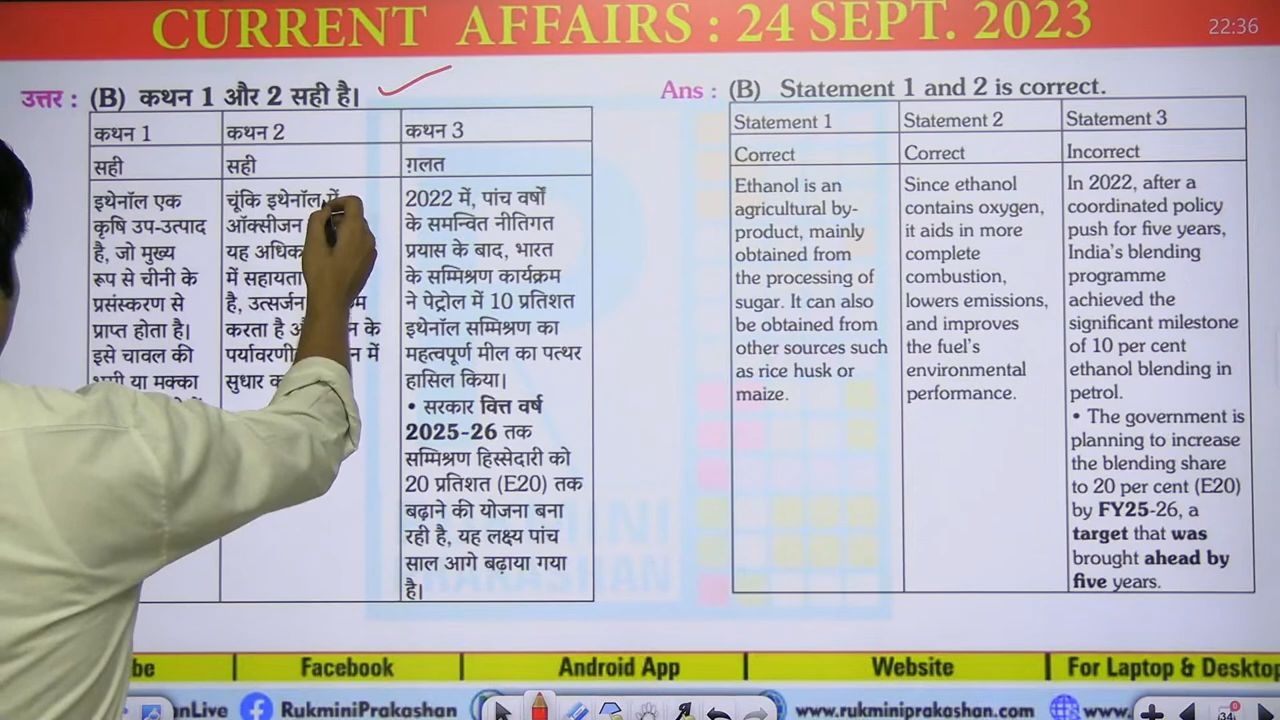 CURRENT AFFAIRS : 24 SEPT. 2023
22:36
उत्तर : (B) कथन 1 और 2 सही है।
कथन 1
सही
इथेनॉल एक
कृषि उप-उत्पाद
है, जो मुख्य
रूप से चीनी के
प्रसंस्करण से
प्राप्त होता है।
इसे चावल की
या मक्का
कथन 2
सही
चूंकि इथेनॉल में
ऑक्सीजन
यह अधिक
में सहायता
है, उत्सर्जन
करता है के
पर्यावरणी में
सुधार
कथन 3
ग़लत
2022 में, पांच वर्षों
के समन्वित नीतिगत
प्रयास के बाद, भारत
के सम्मिश्रण कार्यक्रम
ने पेट्रोल में 10 प्रतिशत
इथेनॉल सम्मिश्रण का
महत्वपूर्ण मील का पत्थर
हासिल किया।
• सरकार वित्त वर्ष
2025-26 तक
सम्मिश्रण हिस्सेदारी को
20 प्रतिशत (E20) तक
बढ़ाने की योजना बना
रही है, यह लक्ष्य पांच
साल आगे बढ़ाया गया
है।
Ans : (B) Statement 1 and 2 is correct.
Statement 1
Correct
Ethanol is an
agricultural by-
product, mainly
obtained from
the processing of
sugar. It can also
be obtained from
other sources such
as rice husk or
maize.
Statement 2
Correct
Since ethanol
contains oxygen,
it aids in more
complete
combustion,
lowers emissions,
and improves
the fuel's
environmental
performance.
Statement 3
Incorrect
In 2022, after a
coordinated policy
push for five years,
India's blending
programme
achieved the
significant milestone
of 10 per cent
ethanol blending in
petrol.
• The government is
planning to increase
the blending share
to 20 per cent (E20)
by FY25-26, a
target that was
brought ahead by
five years.
RUKMINI
PRAKASHAN
be Facebook Android App Website For Laptop & Desktop
anLive RukminiPrakashan www.rukminiprakashan.com www.
34